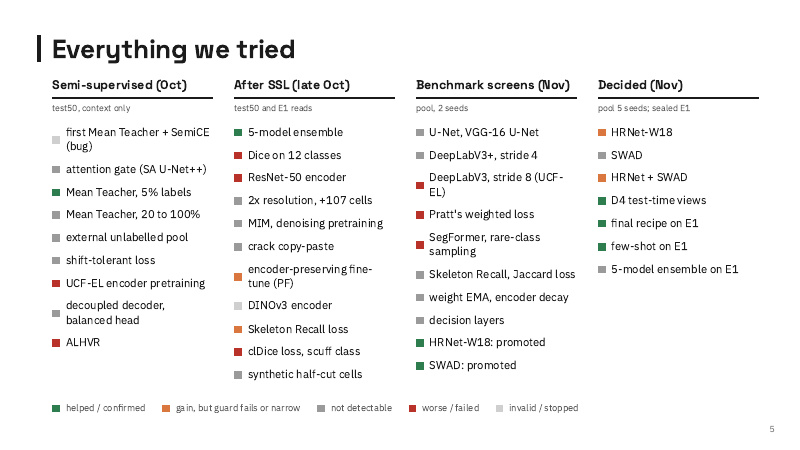 Everything we tried
Semi-supervised (Oct)
test50, context only
first Mean Teacher + SemiCE
(bug)
attention gate (SA U-Net++)
Mean Teacher, 5% labels
Mean Teacher, 20 to 100%
external unlabelled pool
shift-tolerant loss
UCF-EL encoder pretraining
decoupled decoder,
balanced head
ALHVR
After SSL (late Oct)
test50 and E1 reads
5-model ensemble
Dice on 12 classes
ResNet-50 encoder
2x resolution, +107 cells
MIM, denoising pretraining
crack copy-paste
encoder-preserving fine-
tune (PF)
DINOv3 encoder
Skeleton Recall loss
clDice loss, scuff class
synthetic half-cut cells
Benchmark screens (Nov)
pool, 2 seeds
U-Net, VGG-16 U-Net
DeepLabV3+, stride 4
DeepLabV3, stride 8 (UCF-
EL)
Pratt's weighted loss
SegFormer, rare-class
sampling
Skeleton Recall, Jaccard loss
weight EMA, encoder decay
decision layers
HRNet-W18: promoted
SWAD: promoted
Decided (Nov)
pool 5 seeds; sealed E1
HRNet-W18
SWAD
HRNet + SWAD
D4 test-time views
final recipe on E1
few-shot on E1
5-model ensemble on E1
helped / confirmed
gain, but guard fails or narrow
not detectable
worse / failed
invalid / stopped
5